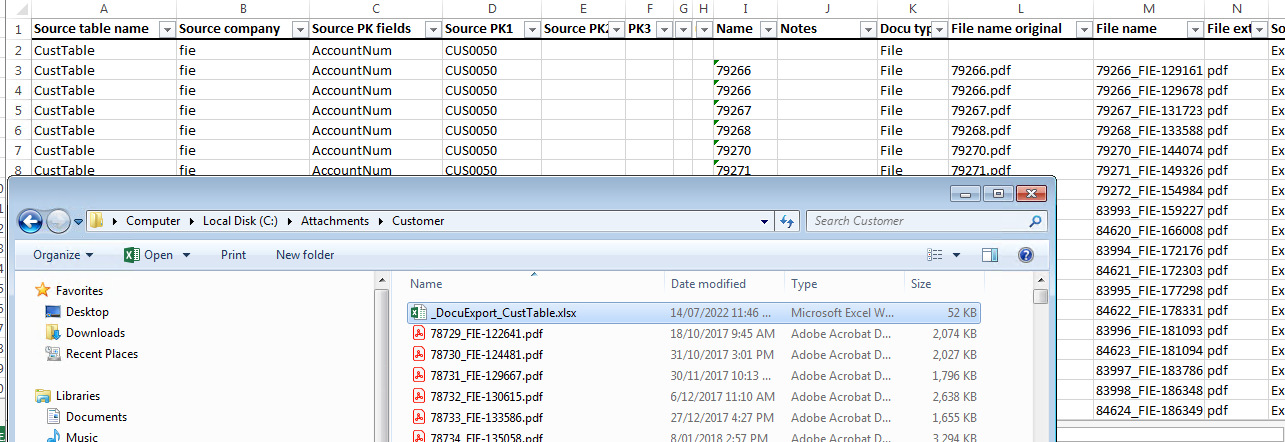 A B C D E F G H I J K L M N
1 Source table name Source company Source PK fields Source PK1 Source PK2 PK3 Name Notes Docu typ File name original File name File ext So
2 CustTable fie AccountNum CUS0050 File Ex
3 CustTable fie AccountNum CUS0050 79266 File 79266.pdf 79266_FIE-129161 pdf Ex
4 CustTable fie AccountNum CUS0050 79266 File 79266.pdf 79266_FIE-129678 pdf Ex
5 CustTable fie AccountNum CUS0050 79267 File 79267.pdf 79267_FIE-131723 pdf Ex
6 CustTable fie AccountNum CUS0050 79268 File 79268.pdf 79268_FIE-133588 pdf Ex
7 CustTable fie AccountNum CUS0050 79270 File 79270.pdf 79270_FIE-144074 pdf Ex
8 CustTable fie AccountNum CUS0050 79271 File 79271.pdf 79271_FIE-149326 pdf Ex
79272_FIE-154984 pdf Ex
83993_FIE-159227 pdf Ex
84620_FIE-166008 pdf Ex
83994_FIE-172176 pdf Ex
84621_FIE-172303 pdf Ex
83995_FIE-177298 pdf Ex
84622_FIE-178331 pdf Ex
83996_FIE-181093 pdf Ex
84623_FIE-181094 pdf Ex
83997_FIE-183786 pdf Ex
83998_FIE-186348 pdf Ex
84624_FIE-186349 pdf Ex
Computer Local Disk (C:) Attachments Customer Search Customer
Organize Open Print New folder
Favorites
Desktop
Downloads
Recent Places
Libraries
Documents
Music
Name Date modified Type Size
_DocuExport_CustTable.xlsx 14/07/2022 11:46 ... Microsoft Excel W... 52 KB
78729_FIE-122641.pdf 18/10/2017 9:45 AM Adobe Acrobat D... 2,074 KB
78730_FIE-124481.pdf 31/10/2017 3:01 PM Adobe Acrobat D... 2,027 KB
78731_FIE-129667.pdf 30/11/2017 10:13 ... Adobe Acrobat D... 1,796 KB
78732_FIE-130615.pdf 6/12/2017 11:10 AM Adobe Acrobat D... 2,638 KB
78733_FIE-133586.pdf 27/12/2017 4:27 PM Adobe Acrobat D... 1,655 KB
78734_FIE-135058.pdf 8/01/2018 2:57 PM Adobe Acrobat D... 3,294 KB